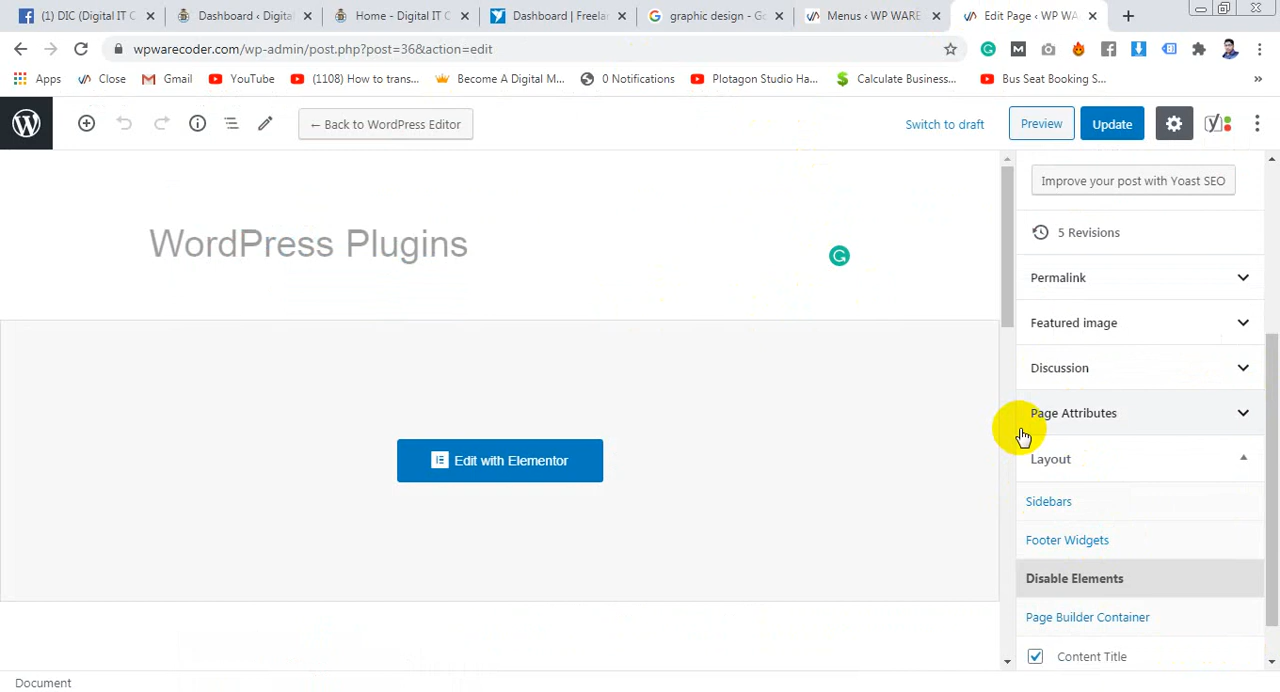 (1) DIC (Digital IT C
Dashboard ‹ Digita
Home - Digital IT C
Dashboard | Freela
graphic design - Go
Menus ‹ WP WARE
Edit Page ‹ WP WA
wpwarecoder.com/wp-admin/post.php?post=36&action=edit
Apps
Close
Gmail
YouTube
(1108) How to trans...
Become A Digital M...
0 Notifications
Plotagon Studio Ha...
Calculate Business...
Bus Seat Booking S...
← Back to WordPress Editor
Switch to draft
Preview
Update
WordPress Plugins
Edit with Elementor
Improve your post with Yoast SEO
5 Revisions
Permalink
Featured image
Discussion
Page Attributes
Layout
Sidebars
Footer Widgets
Disable Elements
Page Builder Container
Content Title
Document